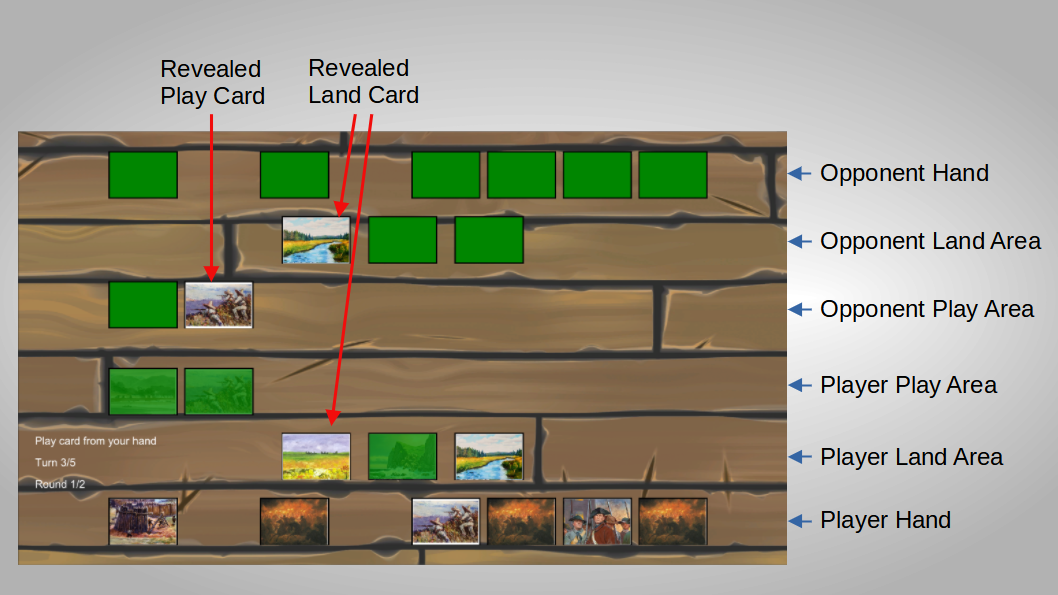 Revealed
Play Card
Revealed
Land Card
Opponent Hand
Opponent Land Area
Opponent Play Area
Player Play Area
Play card from your hand
Turn 3/5
Round 1/2
Player Land Area
Player Hand